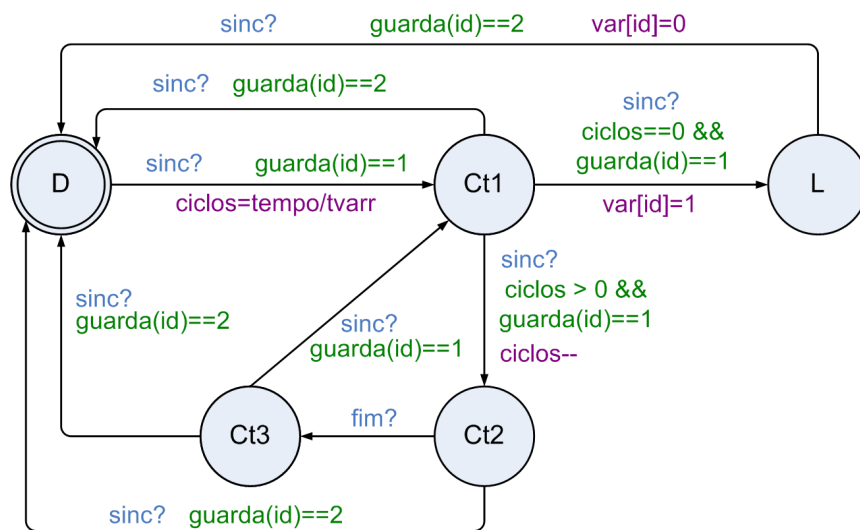 sinc? guarda(id)==2 var[id]=0
sinc? guarda(id)==2
sinc?
ciclos==0 &&
guarda(id)==1
var[id]=1
D
sinc? guarda(id)==1
ciclos=tempo/tvarr
Ct1
L
sinc?
ciclos > 0 &&
guarda(id)==1
ciclos--
sinc?
guarda(id)==2
sinc?
guarda(id)==1
Ct3
fim?
Ct2
sinc? guarda(id)==2